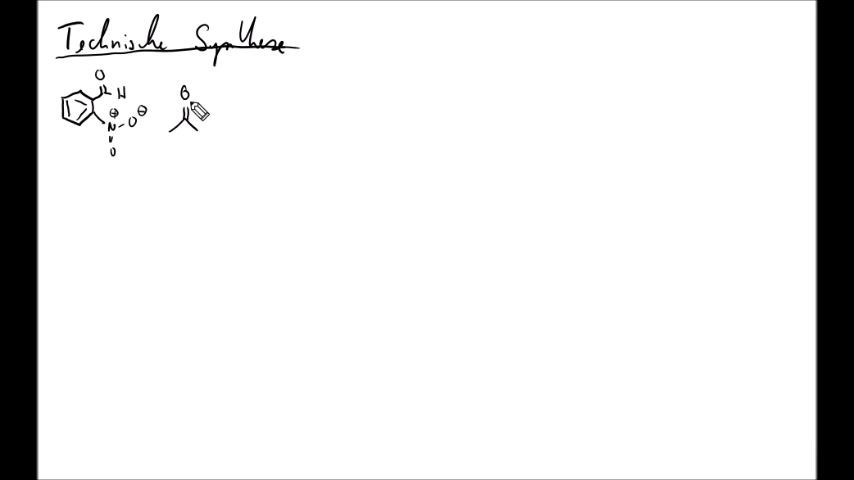 Technische Synthese
O
H
O
⊕ ⊖
N O
O